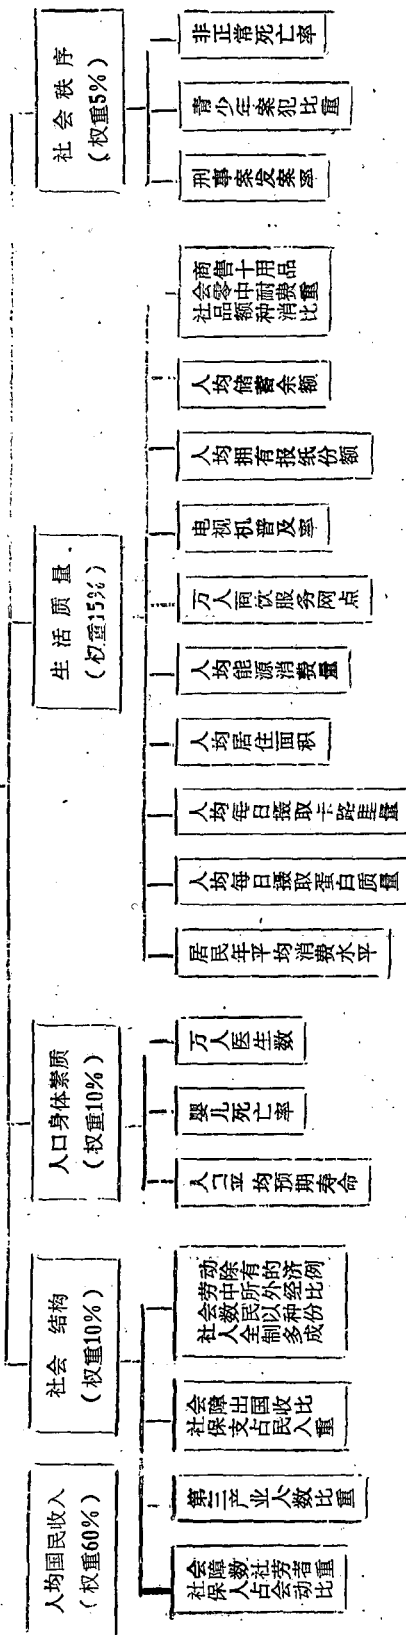 人均国民收入
(权重60%)
社会 结构
(权重10%)
人口身体素质
(权重10%)
生活质量
(权重15%)
社会秩序
(权重5%)
社会保障人数占社会劳动者比重
第三产业人数比重
社会保障支出占国民收入比重
社会劳动人数中除全民所有制以外的多种经济成份比例
人口平均预期寿命
婴儿死亡率
万人医生数
居民年平均消费水平
人均每日摄取蛋白质量
人均每日摄取卡路里量
人均居住面积
人均能源消费量
万人商饮服务网点
电视机普及率
人均拥有报纸份额
人均储蓄余额
社会商品零售额中十种耐用消费品比重
刑事案发案率
青少年案犯比重
非正常死亡率